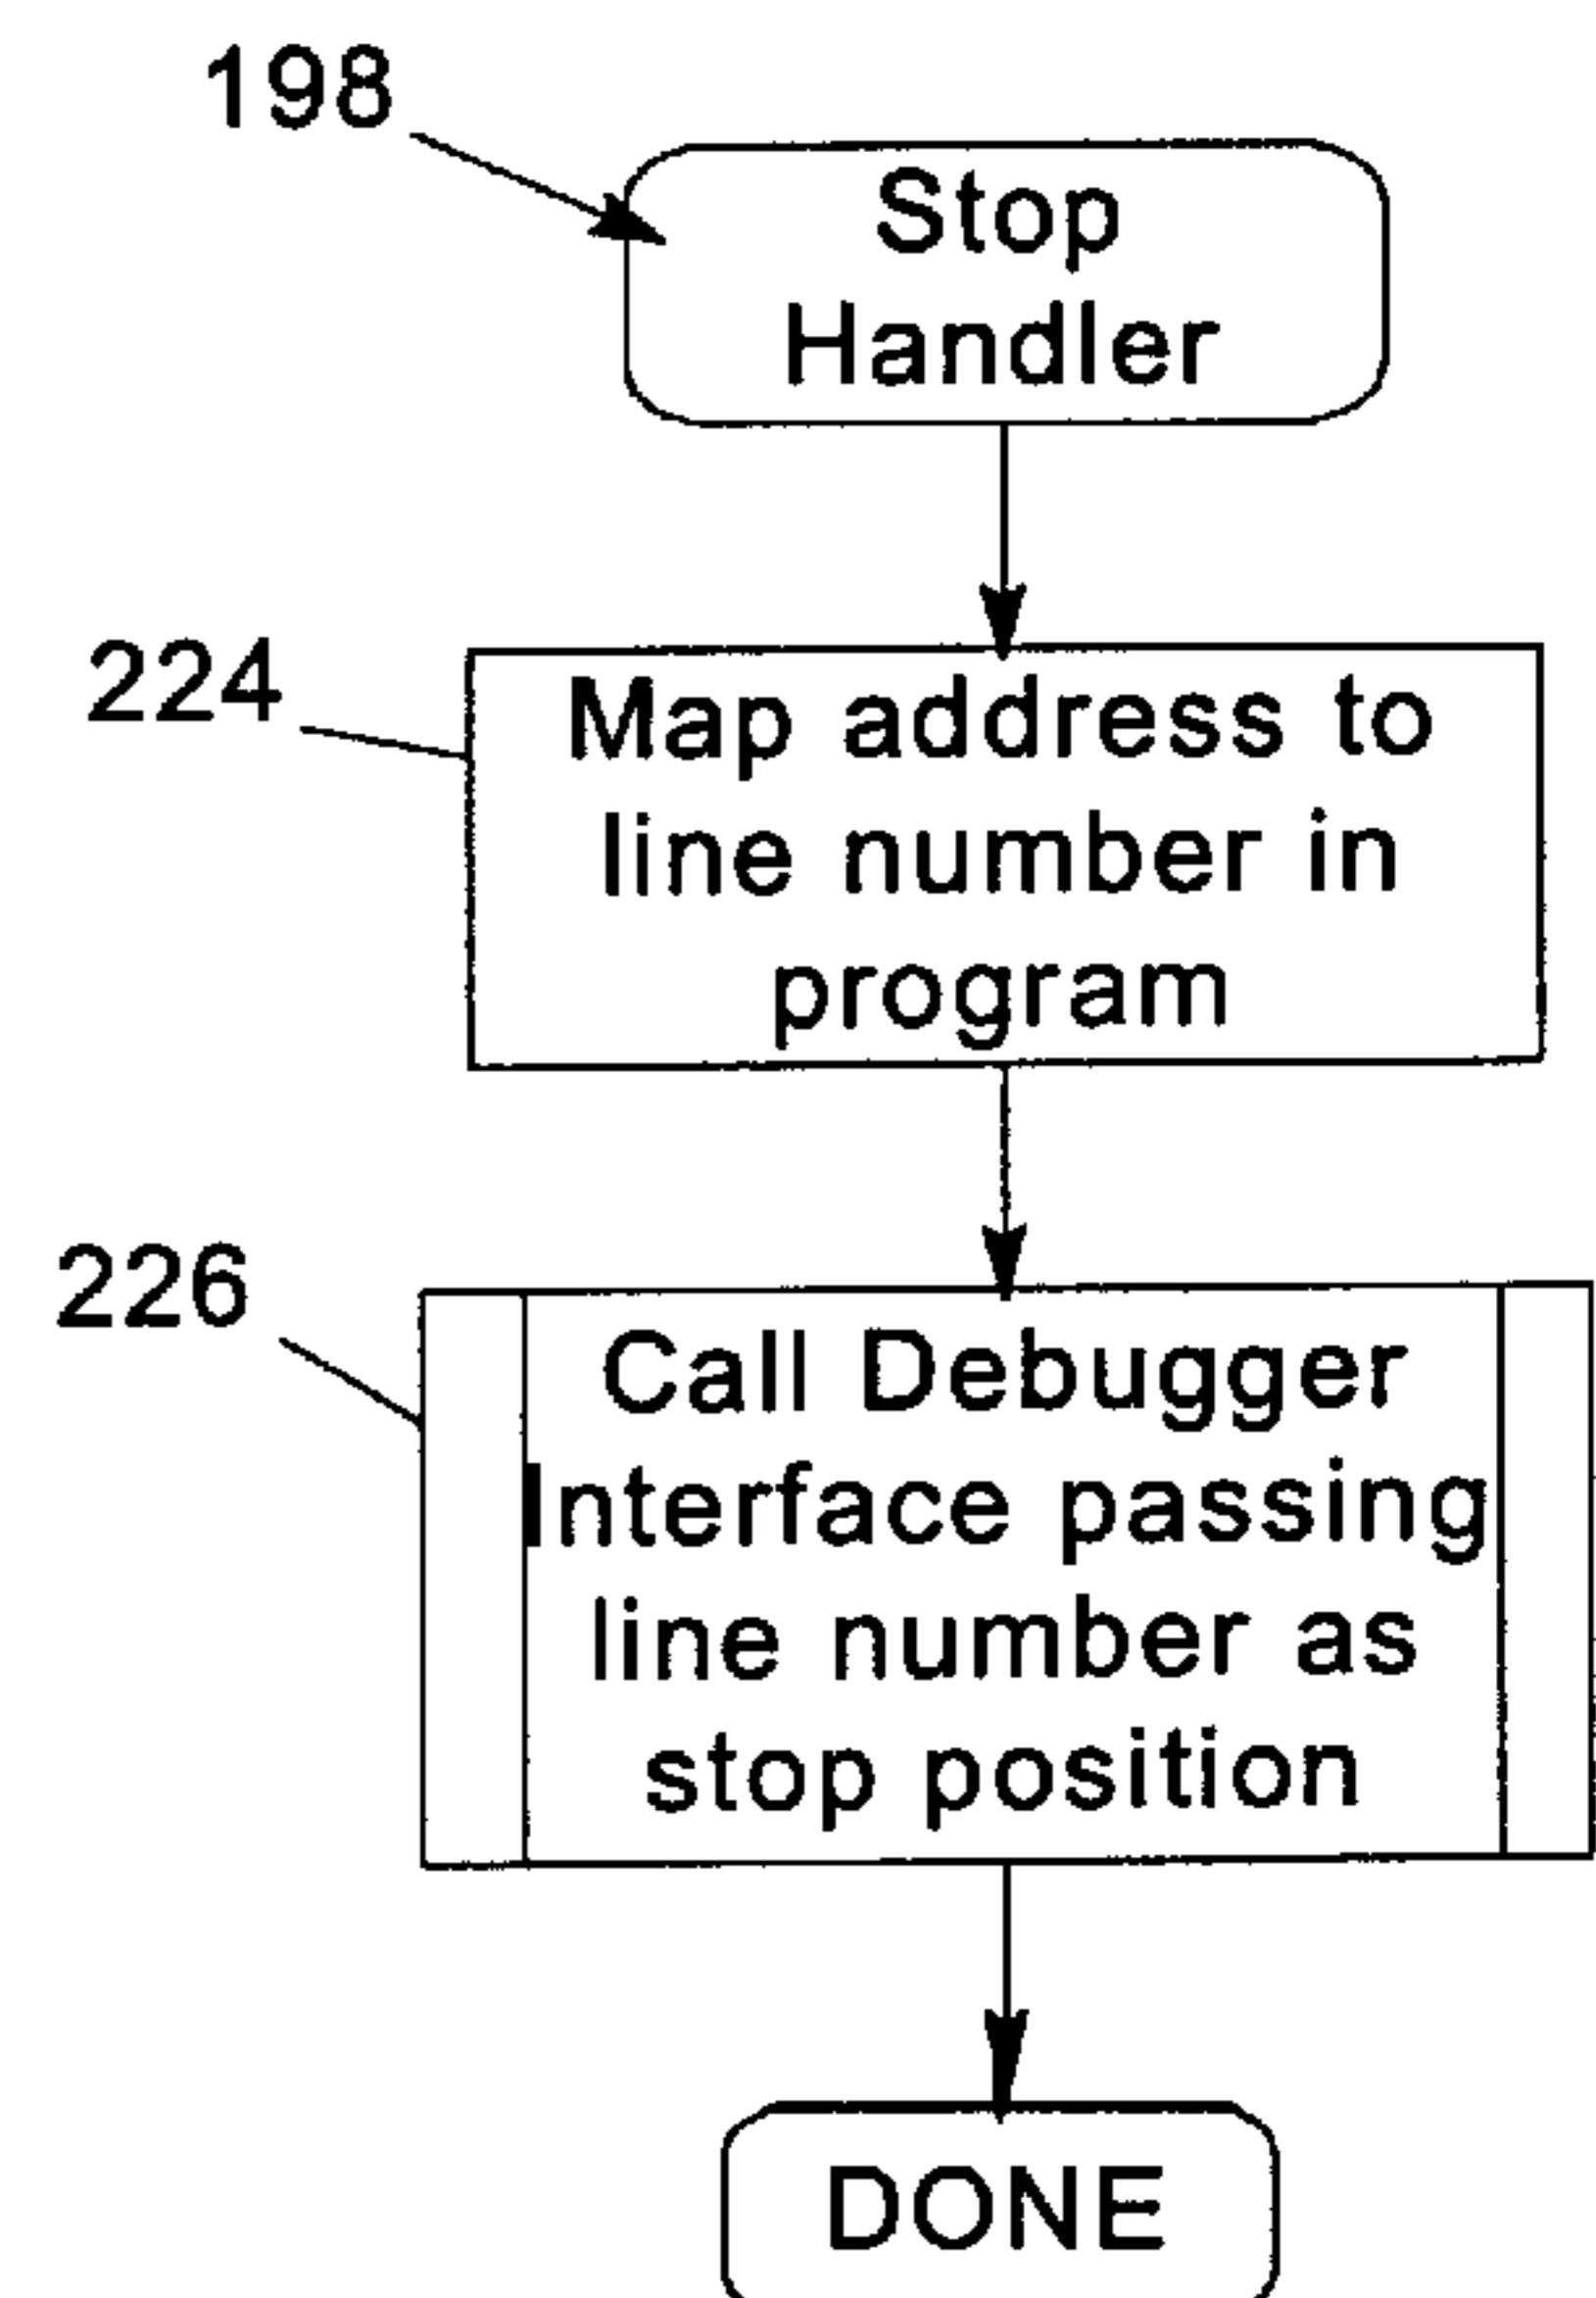 198
Stop
Handler
224
Map address to
line number in
program
226
Call Debugger
Interface passing
line number as
stop position
DONE